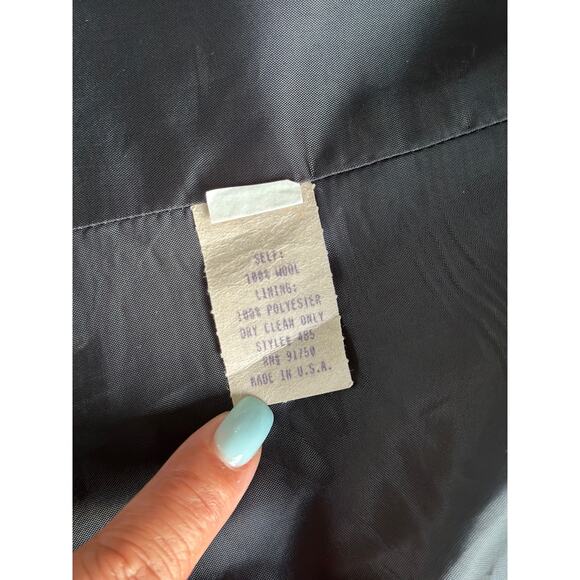 SELF:
100% WOOL
LINING:
100% POLYESTER
DRY CLEAN ONLY
STYLE# 485
RN# 91750
MADE IN U.S.A.